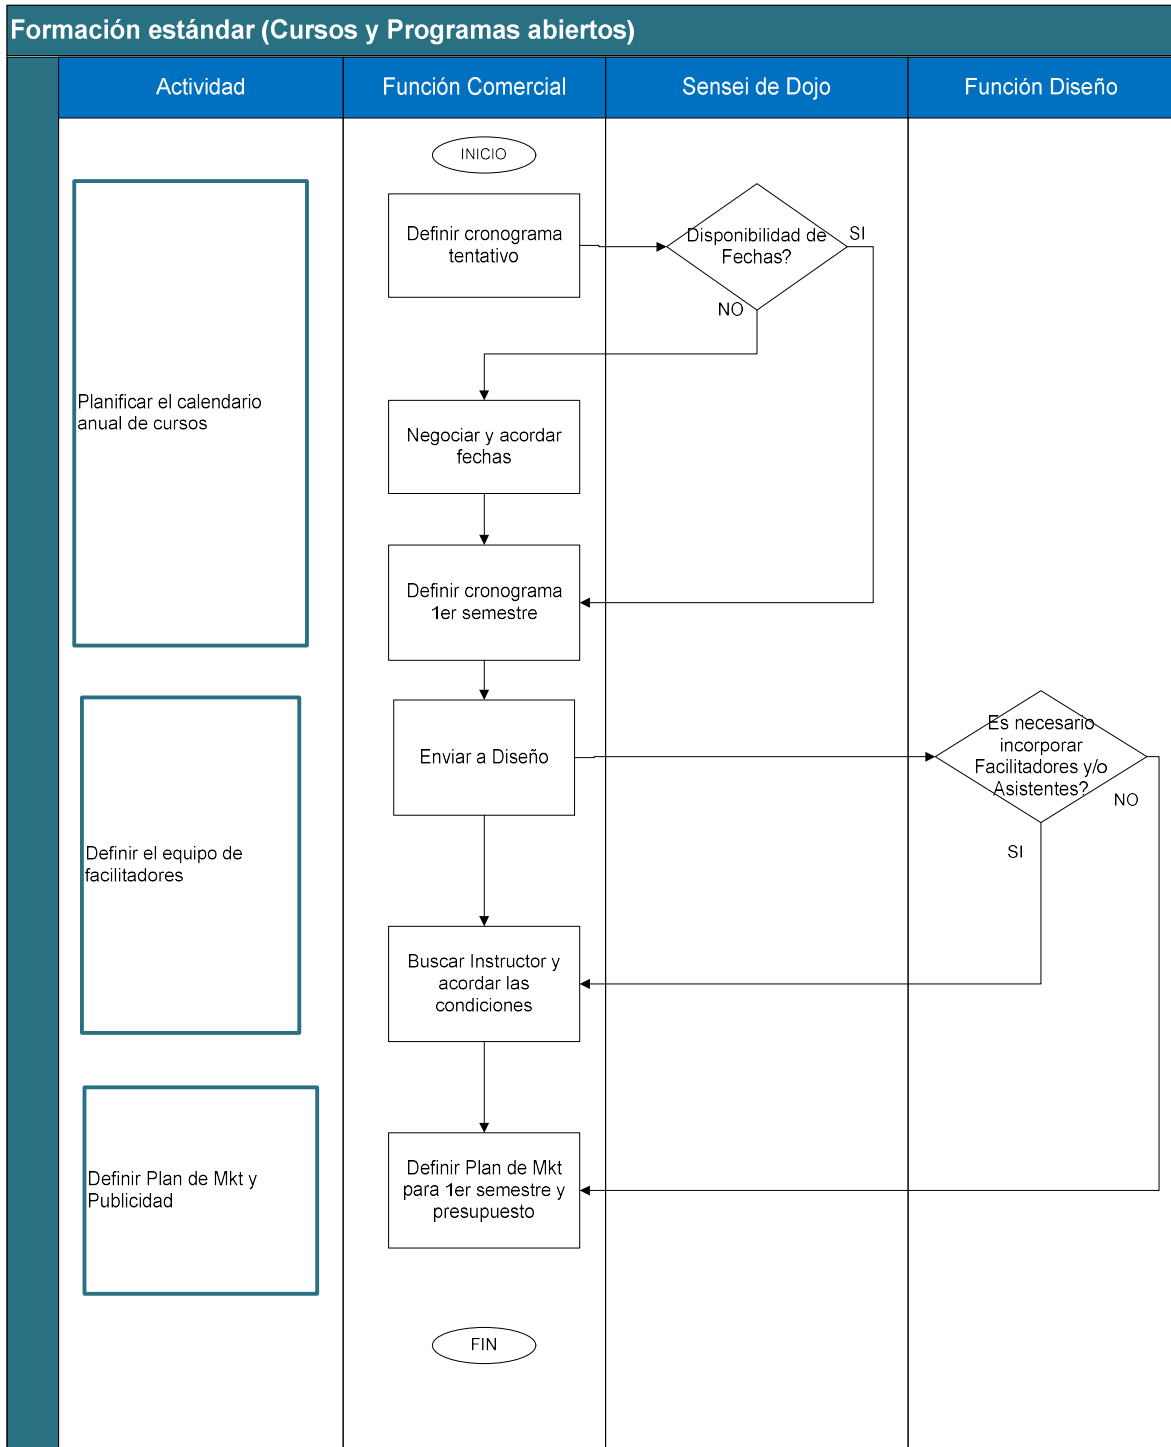 Formación estándar (Cursos y Programas abiertos)
Actividad
Función Comercial
Sensei de Dojo
Función Diseño
INICIO
Definir cronograma
tentativo
Disponibilidad de
Fechas?
SI
NO
Planificar el calendario
anual de cursos
Negociar y acordar
fechas
Definir cronograma
1er semestre
Enviar a Diseño
Es necesario
incorporar
Facilitadores y/o
Asistentes?
NO
SI
Definir el equipo de
facilitadores
Buscar Instructor y
acordar las
condiciones
Definir Plan de Mkt y
Publicidad
Definir Plan de Mkt
para 1er semestre y
presupuesto
FIN